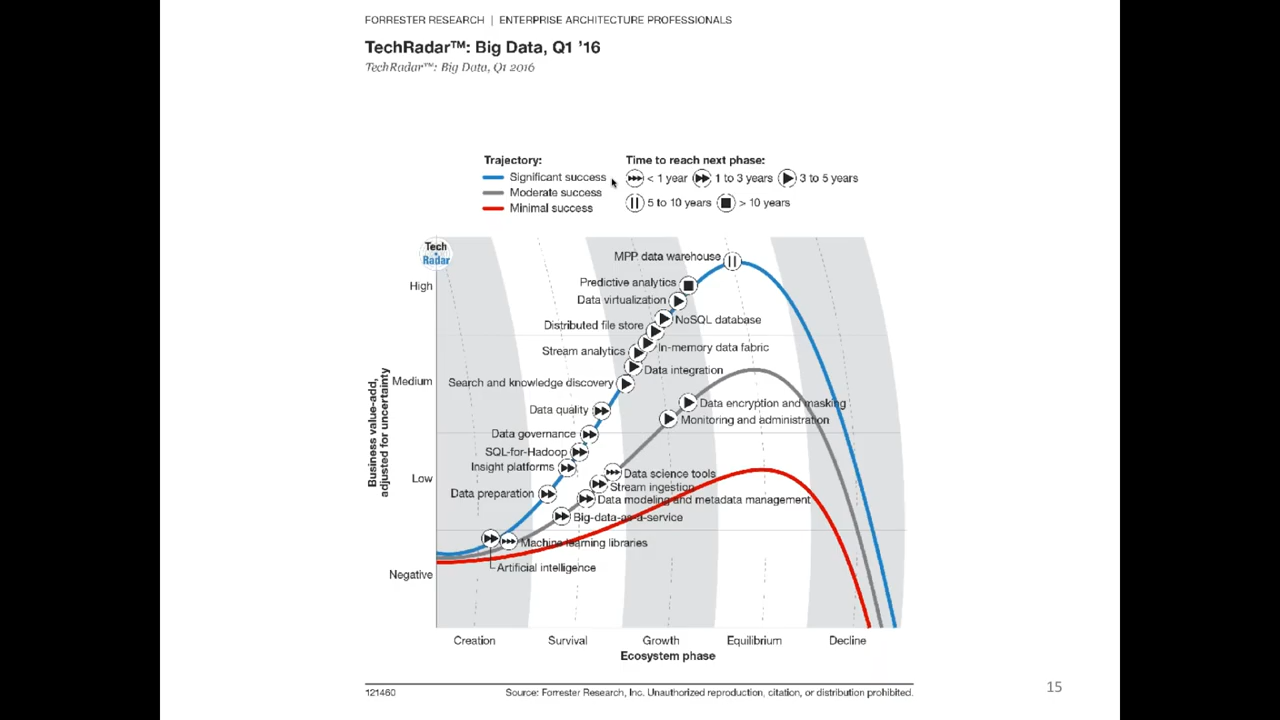 FORRESTER RESEARCH | ENTERPRISE ARCHITECTURE PROFESSIONALS
TechRadar™: Big Data, Q1 ’16
TechRadar™: Big Data, Q1 2016
Trajectory:
Significant success
Moderate success
Minimal success
Time to reach next phase:
< 1 year
1 to 3 years
3 to 5 years
5 to 10 years
> 10 years
Tech
Radar
Business value-add,
adjusted for uncertainty
High
Medium
Low
Negative
MPP data warehouse
Predictive analytics
Data virtualization
NoSQL database
Distributed file store
In-memory data fabric
Stream analytics
Data integration
Search and knowledge discovery
Data encryption and masking
Data quality
Monitoring and administration
Data governance
SQL-for-Hadoop
Insight platforms
Data science tools
Stream ingestion
Data preparation
Data modeling and metadata management
Big-data-as-a-service
Machine learning libraries
Artificial intelligence
Creation
Survival
Growth
Equilibrium
Decline
Ecosystem phase
121460
Source: Forrester Research, Inc. Unauthorized reproduction, citation, or distribution prohibited.
15